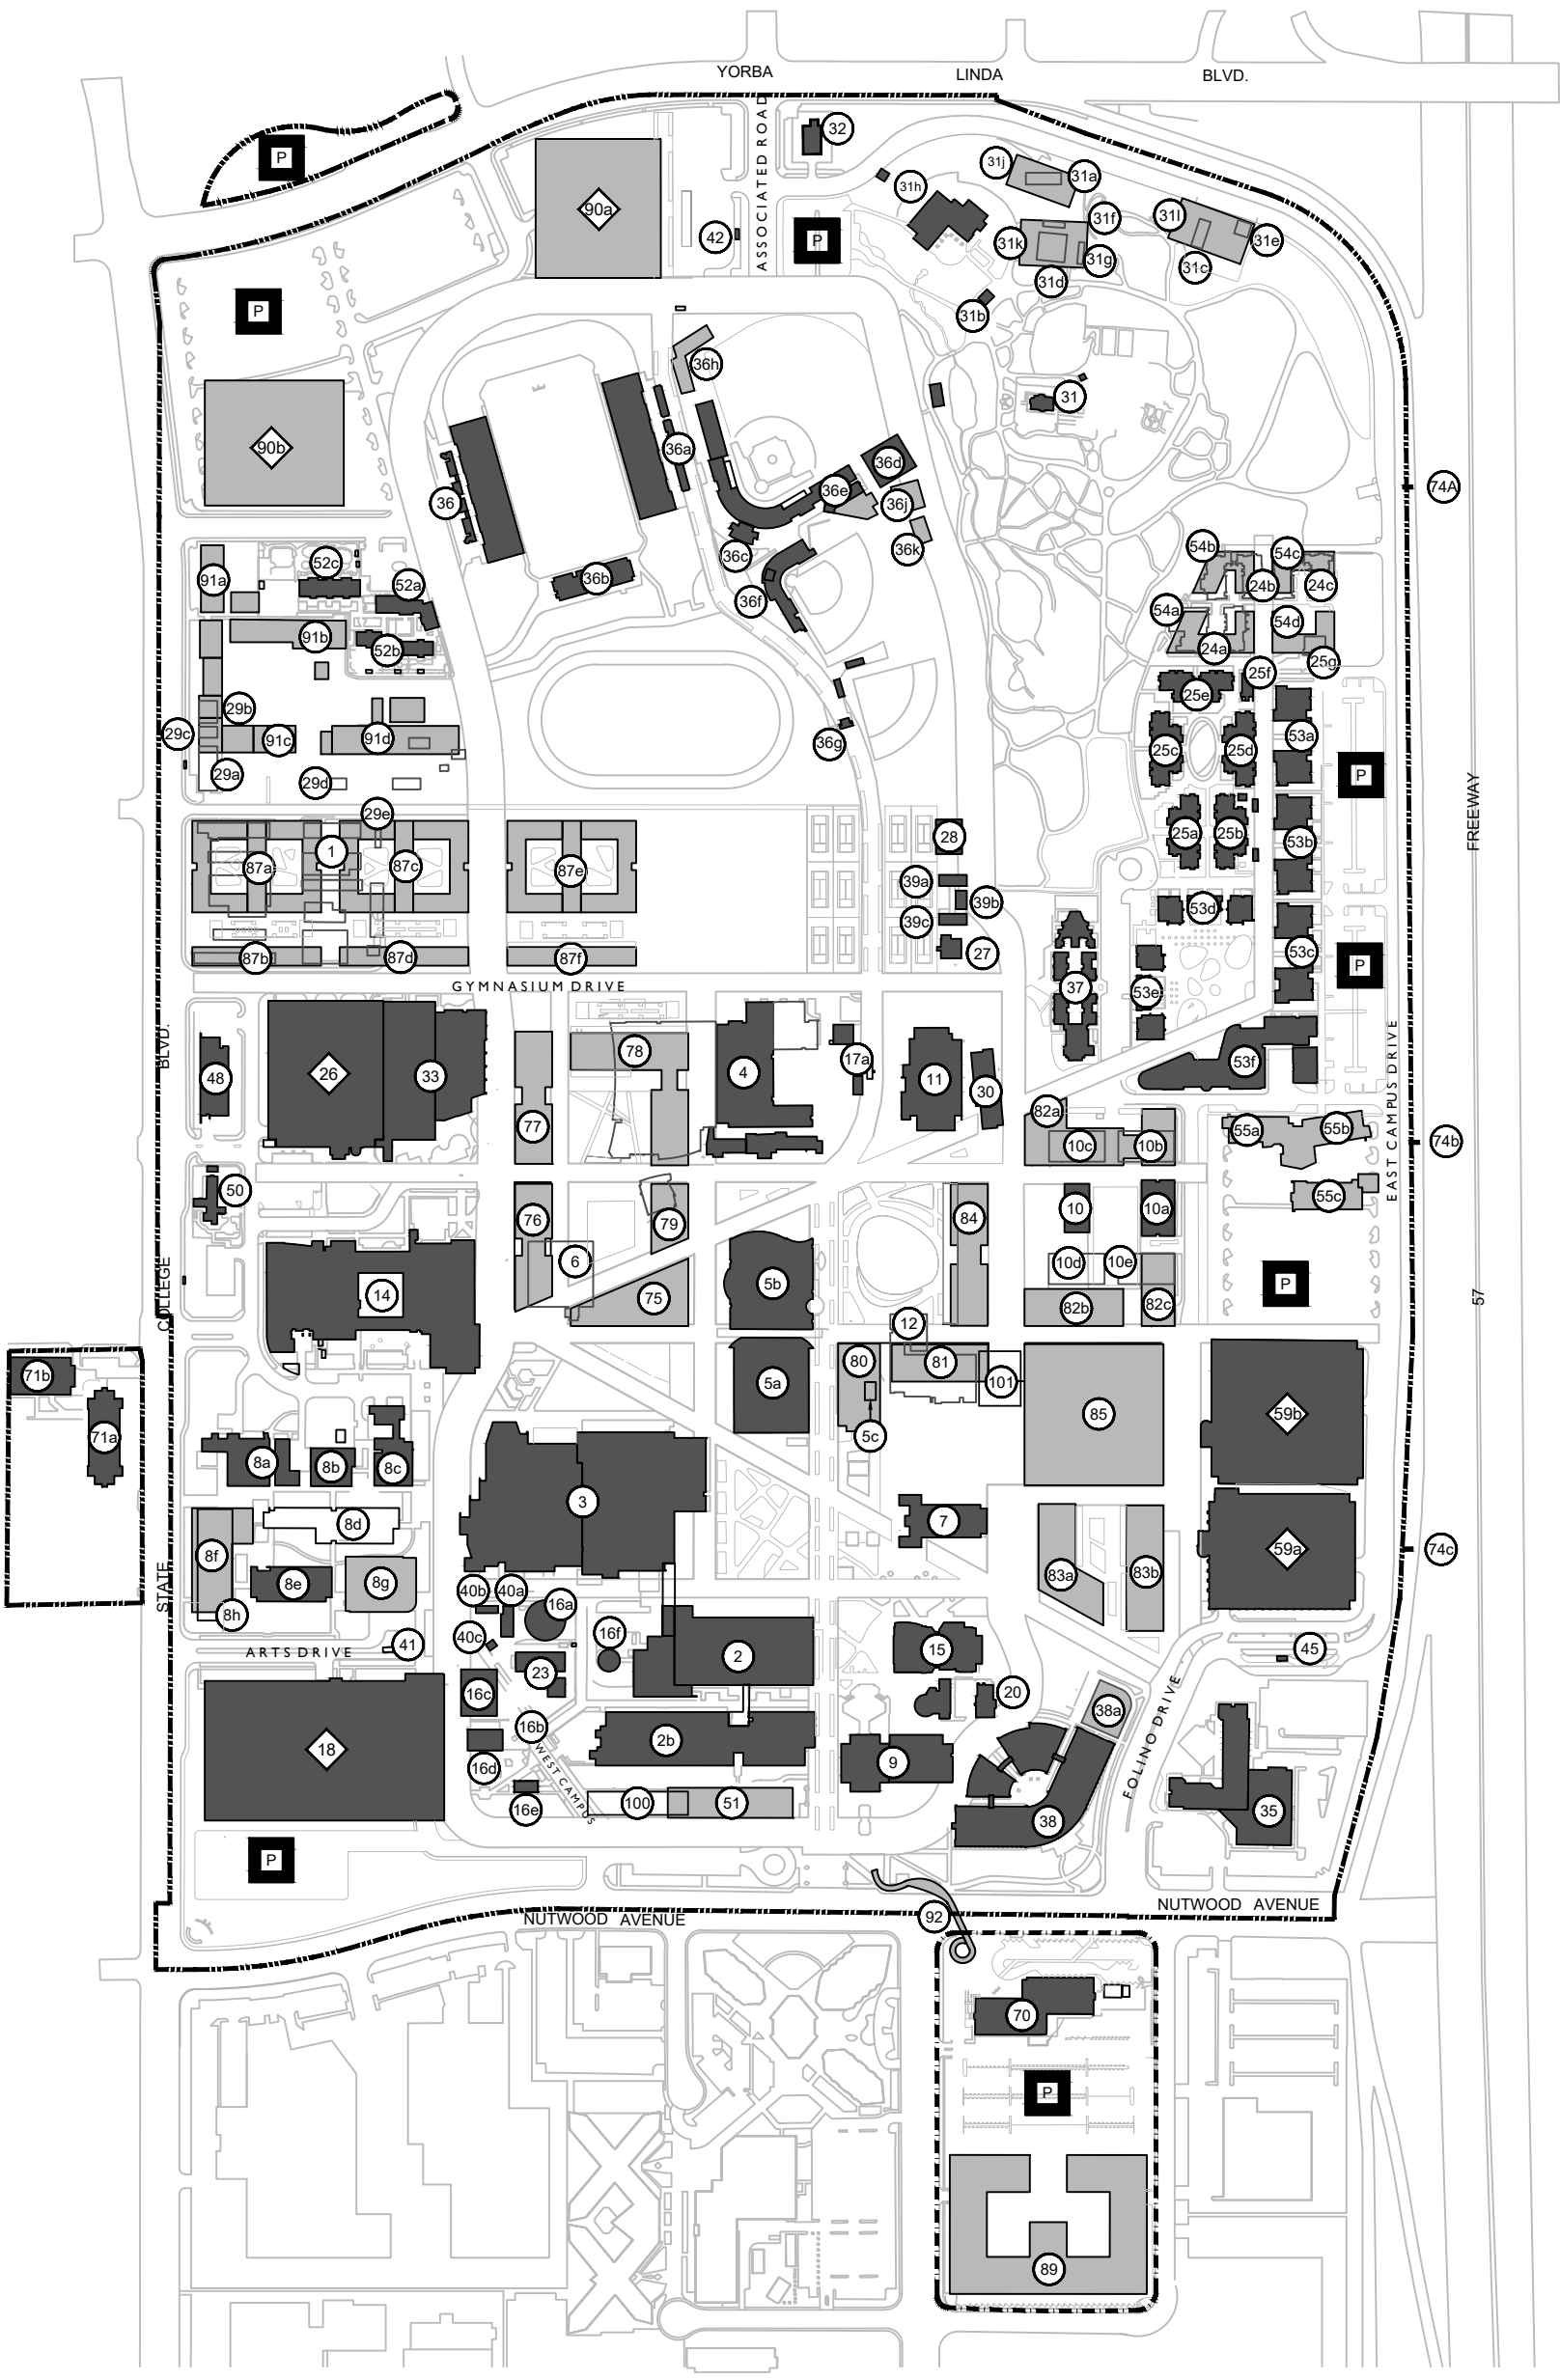 YORBA LINDA BLVD.
ASSOCIATED ROAD
32
P
31j
31a
31h
90a
31f
31l
42
P
31k
31e
31g
31c
31d
P
31b
36h
31
90b
36a
36d
36e
74A
36
36j
36k
54b
54c
52c
36c
91a
52a
36b
24b
24c
36f
54a
54d
91b
52b
24a
25g
25f
25e
29b
29c
91c
91d
53a
36g
25c
25d
29a
P
29d
FREEWAY
29e
25a
25b
28
53b
1
87a
87c
87e
39a
39b
53d
39c
27
53c
87b
87d
87f
P
GYMNASIUM DRIVE
37
53e
BLVD.
78
17a
53f
48
26
33
4
11
30
EAST CAMPUS DRIVE
82a
77
55a
55b
74b
10c
10b
50
55c
76
79
84
10
10a
6
10d
10e
5b
P
14
75
82b
82c
57
COLLEGE
12
80
81
71b
5a
101
85
59b
5c
71a
8a
8b
8c
3
7
8d
59a
74c
8f
8e
8g
83a
83b
STATE
40b
40a
16a
8h
16f
40c
41
ARTS DRIVE
2
15
45
23
16c
20
38a
16b
FOLINO DRIVE
18
2b
9
16d
WEST CAMPUS
16e
100
51
35
38
P
NUTWOOD AVENUE
92
NUTWOOD AVENUE
70
P
89